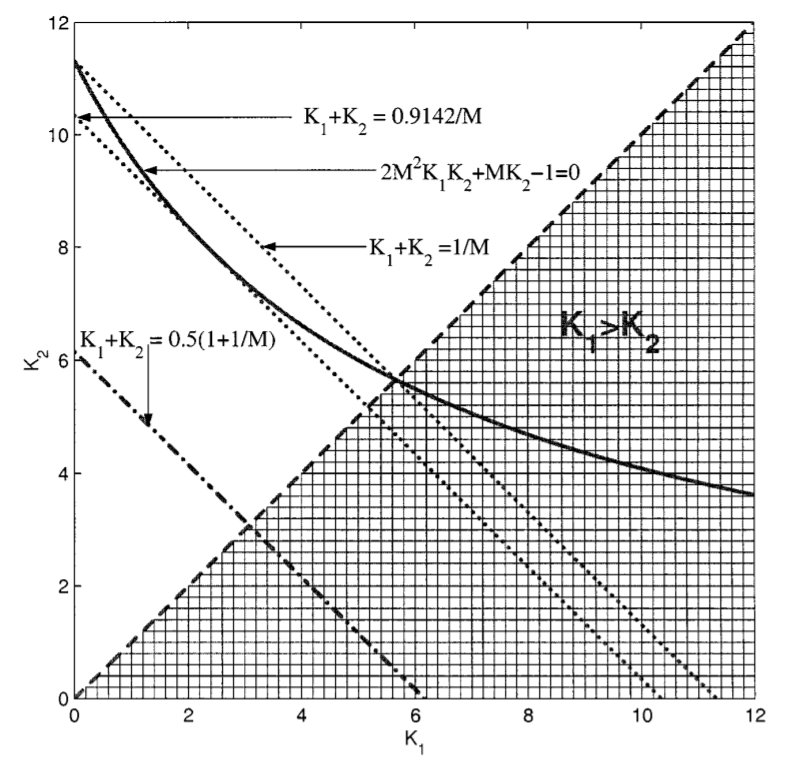 12
10
8
6
4
2
0
K₂
K₁+K₂ = 0.9142/M
2M²K₁K₂+MK₂−1=0
K₁+K₂ =1/M
K₁>K₂
K₁+K₂ = 0.5(1+1/M)
0 2 4 6 8 10 12
K₁